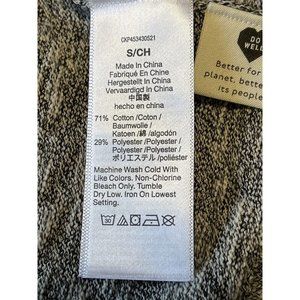 CKP453430521
S/CH
Made In China
Fabriqué En Chine
Hergestellt In China
Vervaardigd In China
中国製
hecho en china
71% Cotton /Coton /
Baumwolle /
Katoen /綿 /algodón
29% Polyester /Polyester /
Polyester /Polyester /
ポリエステル /poliéster
Machine Wash Cold With
Like Colors. Non-Chlorine
Bleach Only. Tumble
Dry Low. Iron On Lowest
Setting.
30
DO
WELL
Better for
planet, better
its people